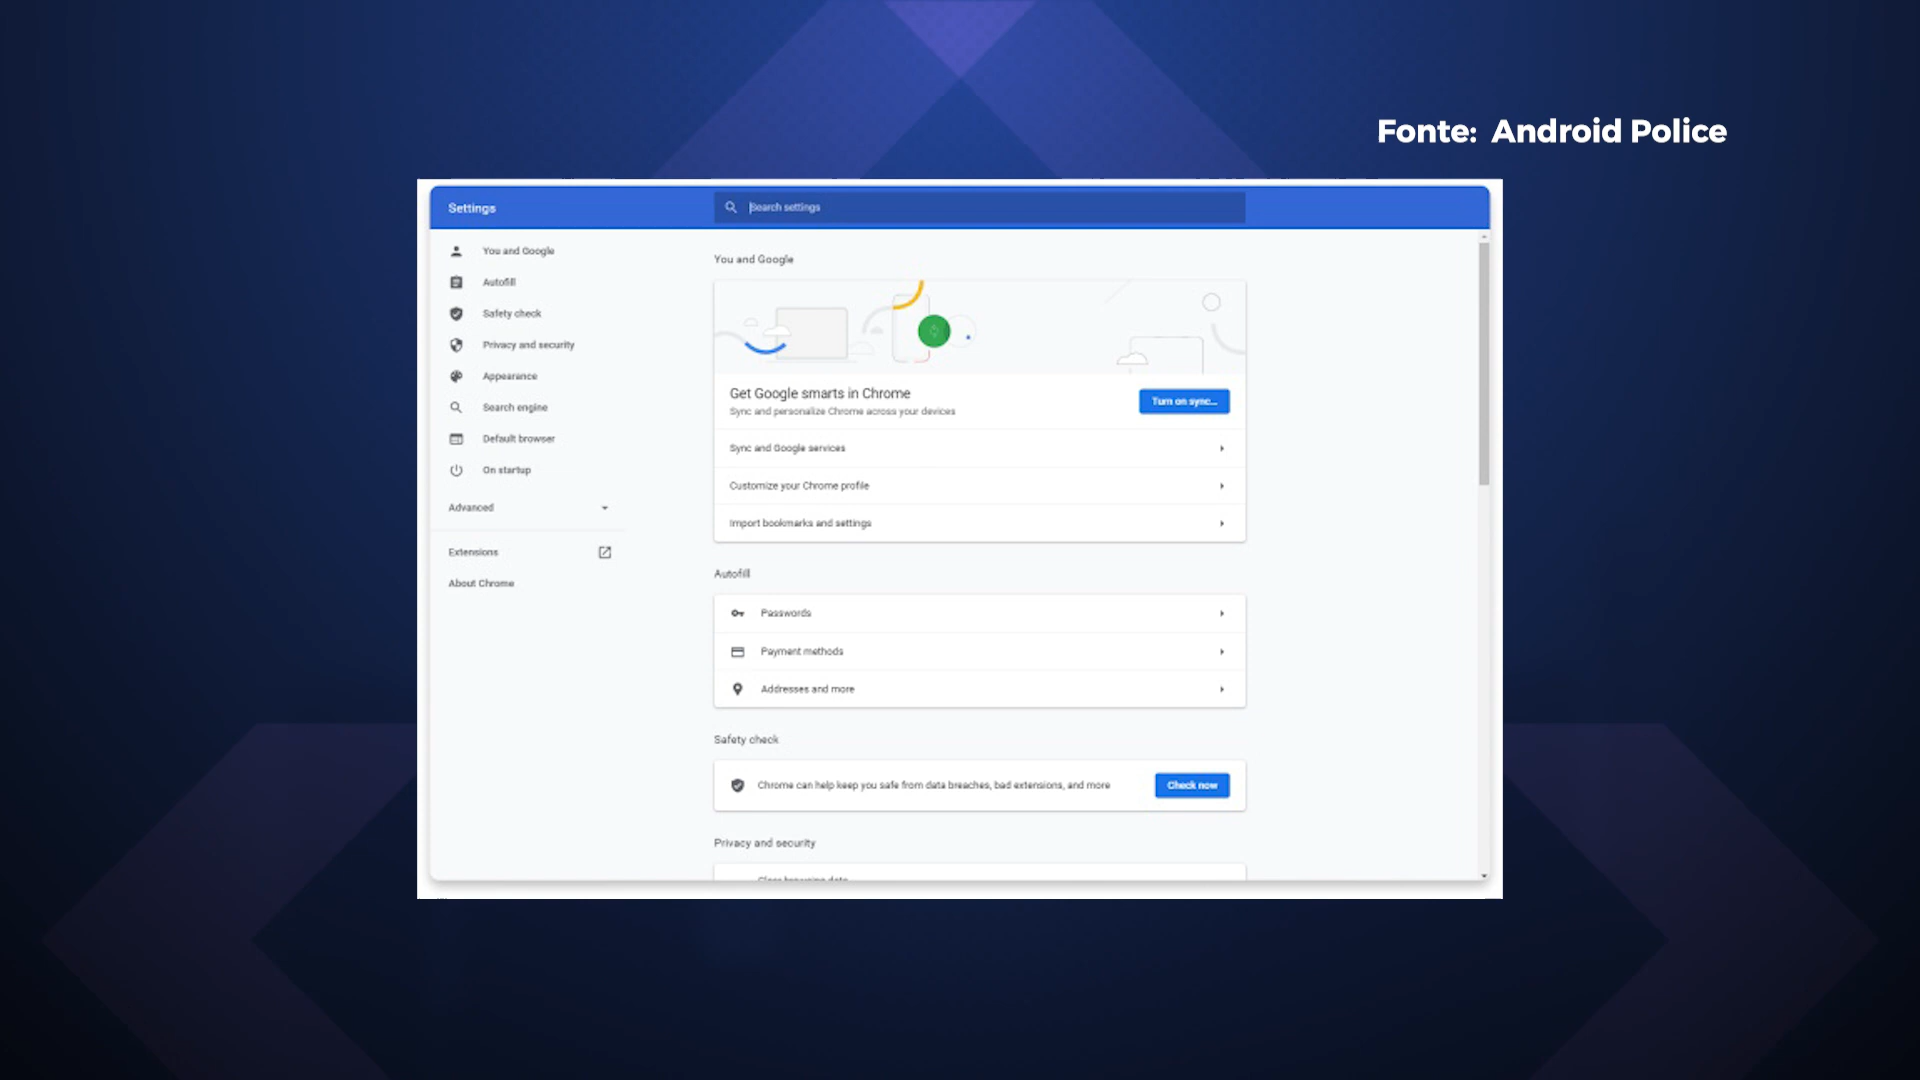 Fonte: Android Police
Settings
Search settings
You and Google
Autofill
Safety check
Privacy and security
Appearance
Search engine
Default browser
On startup
Advanced
Extensions
About Chrome
You and Google
Get Google smarts in Chrome
Sync and personalize Chrome across your devices
Turn on sync...
Sync and Google services
Customize your Chrome profile
Import bookmarks and settings
Autofill
Passwords
Payment methods
Addresses and more
Safety check
Chrome can help keep you safe from data breaches, bad extensions, and more
Check now
Privacy and security
Clear browsing data